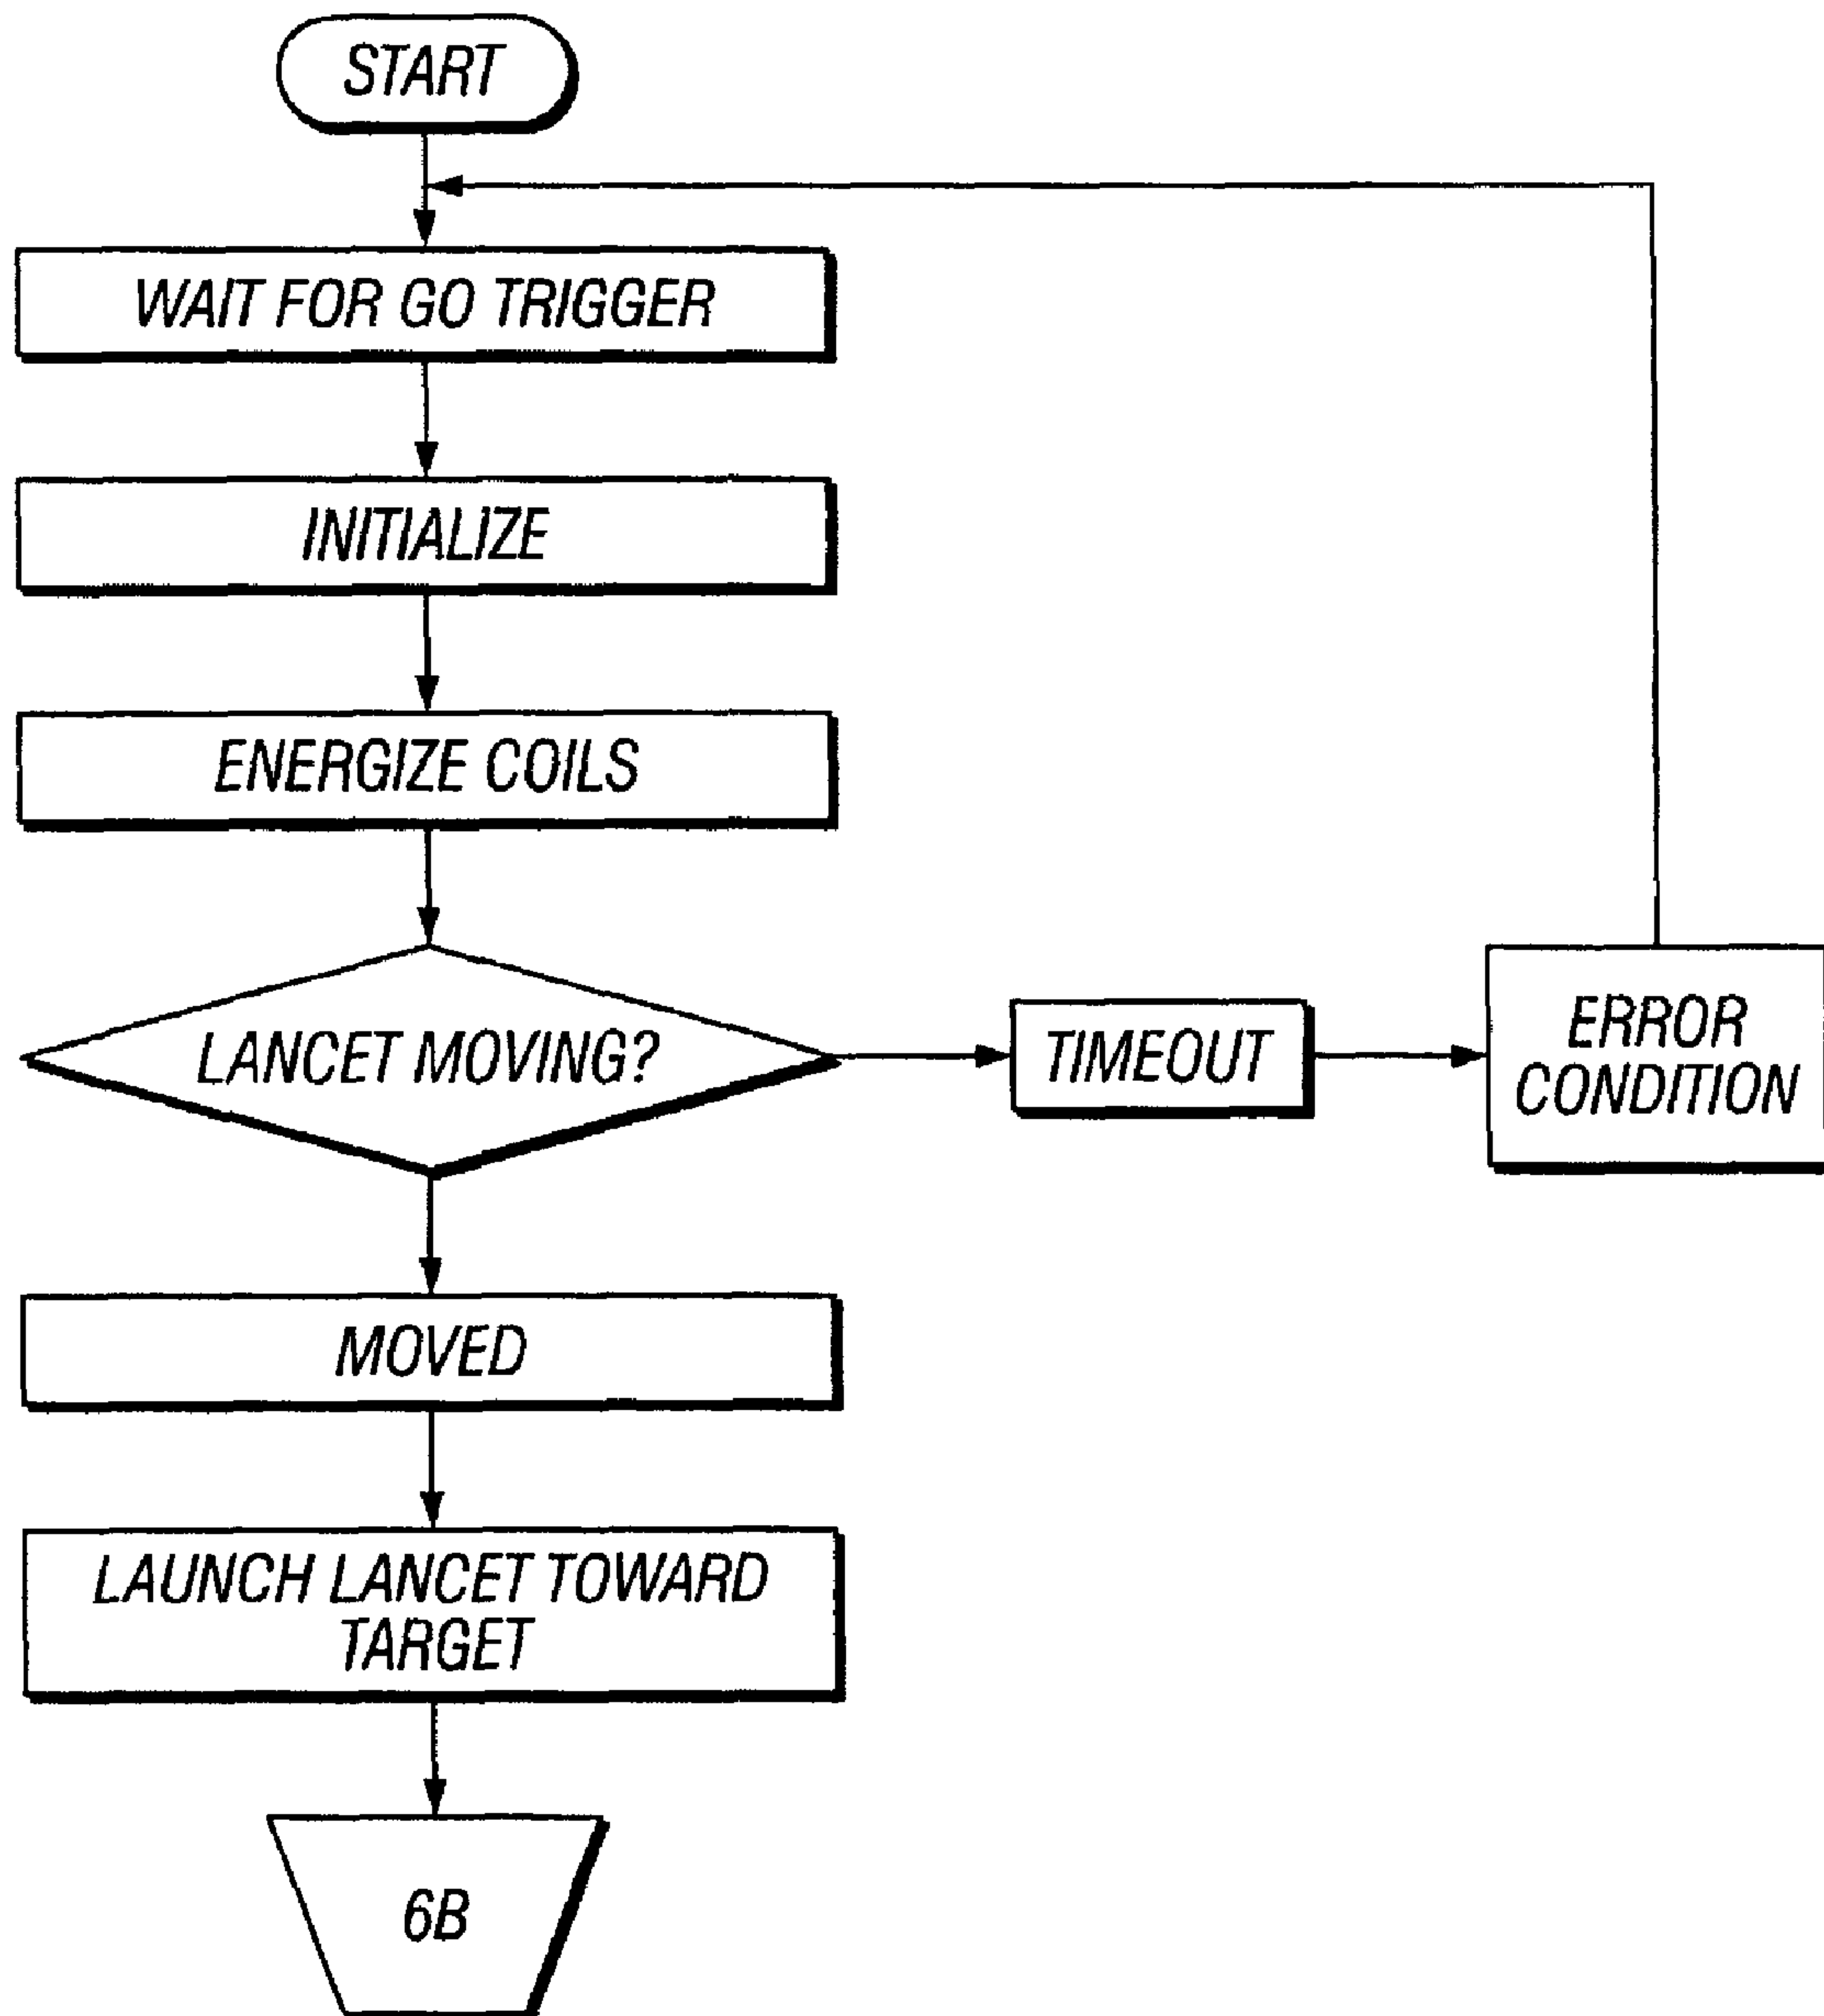 START
WAIT FOR GO TRIGGER
INITIALIZE
ENERGIZE COILS
LANCET MOVING?
TIMEOUT
ERROR
CONDITION
MOVED
LAUNCH LANCET TOWARD
TARGET
6B